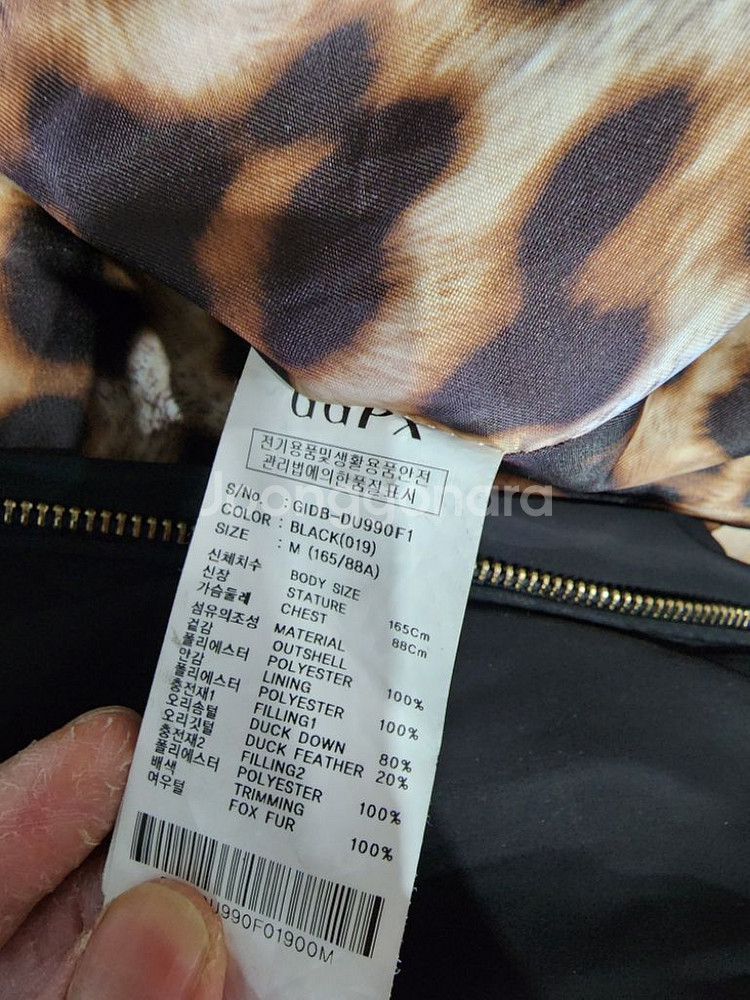 ddPX
전기용품및생활용품안전
관리법에의한품질표시
S/No. : GIDB-DU990F1
COLOR : BLACK(019)
SIZE : M (165/88A)
신체치수 BODY SIZE
신장 STATURE 165Cm
가슴둘레 CHEST 88Cm
섬유의조성 MATERIAL
겉감 OUTSHELL
폴리에스터 POLYESTER 100%
안감 LINING
폴리에스터 POLYESTER 100%
충전재1 FILLING1
오리솜털 DUCK DOWN 80%
오리깃털 DUCK FEATHER 20%
충전재2 FILLING2
폴리에스터 POLYESTER 100%
배색 TRIMMING
여우털 FOX FUR 100%
U990F01900M